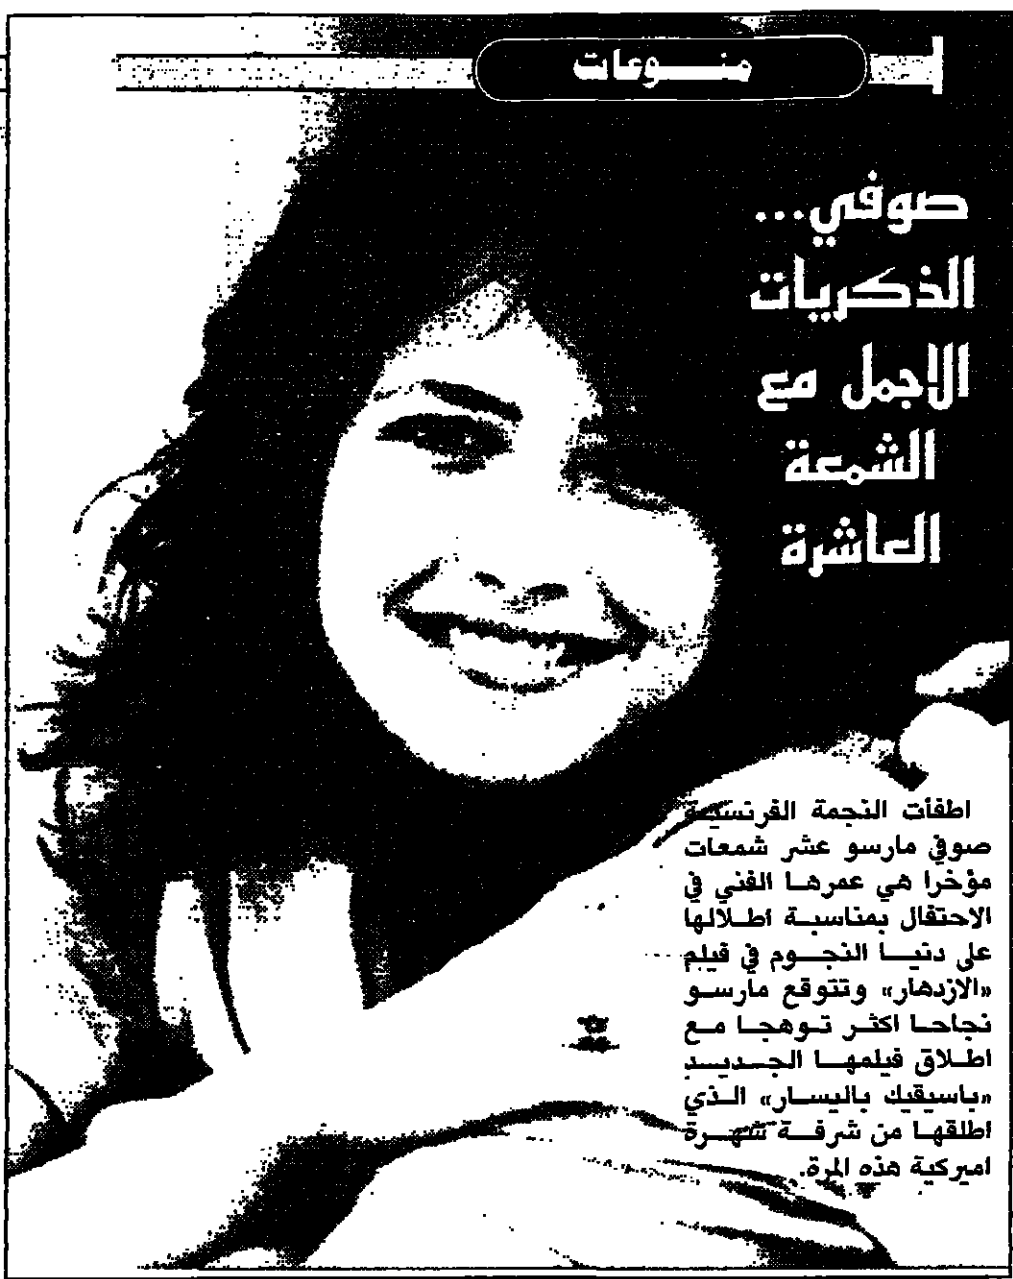 منوعات
صوفي...
الذكريات
الاجمل مع
الشمعة
العاشرة
اطفأت النجمة الفرنسية
صوفي مارسو عشر شمعات
مؤخرا هي عمرها الفني في
الاحتفال بمناسبة اطلالها
على دنيا النجوم في فيلم
«الازدهار» وتتوقع مارسو
نجاحا اكثر توهجا مع
اطلاق فيلمها الجديد
«باسيفيك باليسار» الذي
اطلقها من شرفة شهرة
اميركية هذه المرة.